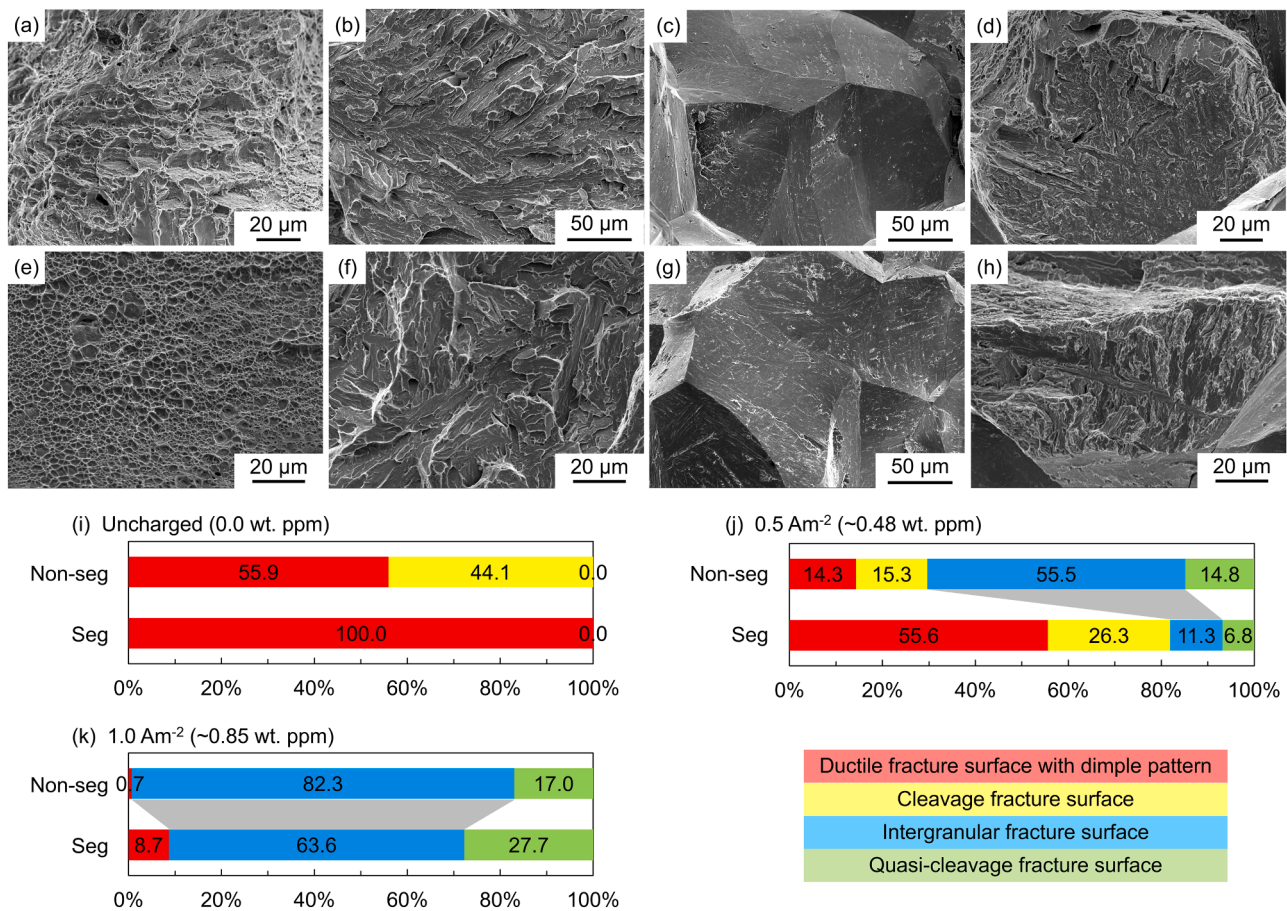 (a)
20 µm
(b)
50 µm
(c)
50 µm
(d)
20 µm
(e)
20 µm
(f)
20 µm
(g)
50 µm
(h)
20 µm
(i) Uncharged (0.0 wt. ppm)
Non-seg 55.9 44.1 0.0
Seg 100.0 0.0
0% 20% 40% 60% 80% 100%
(j) 0.5 Am⁻² (~0.48 wt. ppm)
Non-seg 14.3 15.3 55.5 14.8
Seg 55.6 26.3 11.3 6.8
0% 20% 40% 60% 80% 100%
(k) 1.0 Am⁻² (~0.85 wt. ppm)
Non-seg 0.7 82.3 17.0
Seg 8.7 63.6 27.7
0% 20% 40% 60% 80% 100%
Ductile fracture surface with dimple pattern
Cleavage fracture surface
Intergranular fracture surface
Quasi-cleavage fracture surface